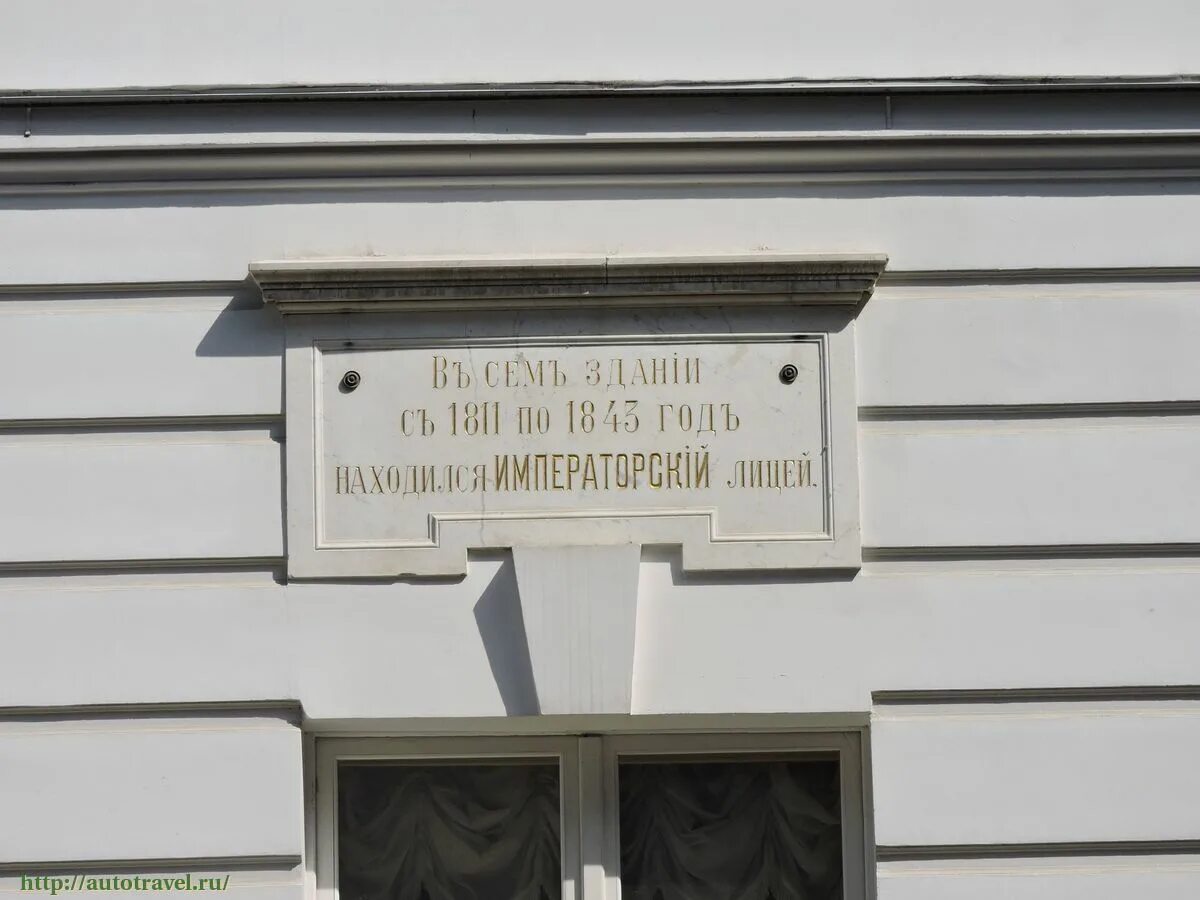 Въ семъ зданіи
съ 1811 по 1843 годъ
находился ИМПЕРАТОРСКІЙ лицей.
http://autotravel.ru/